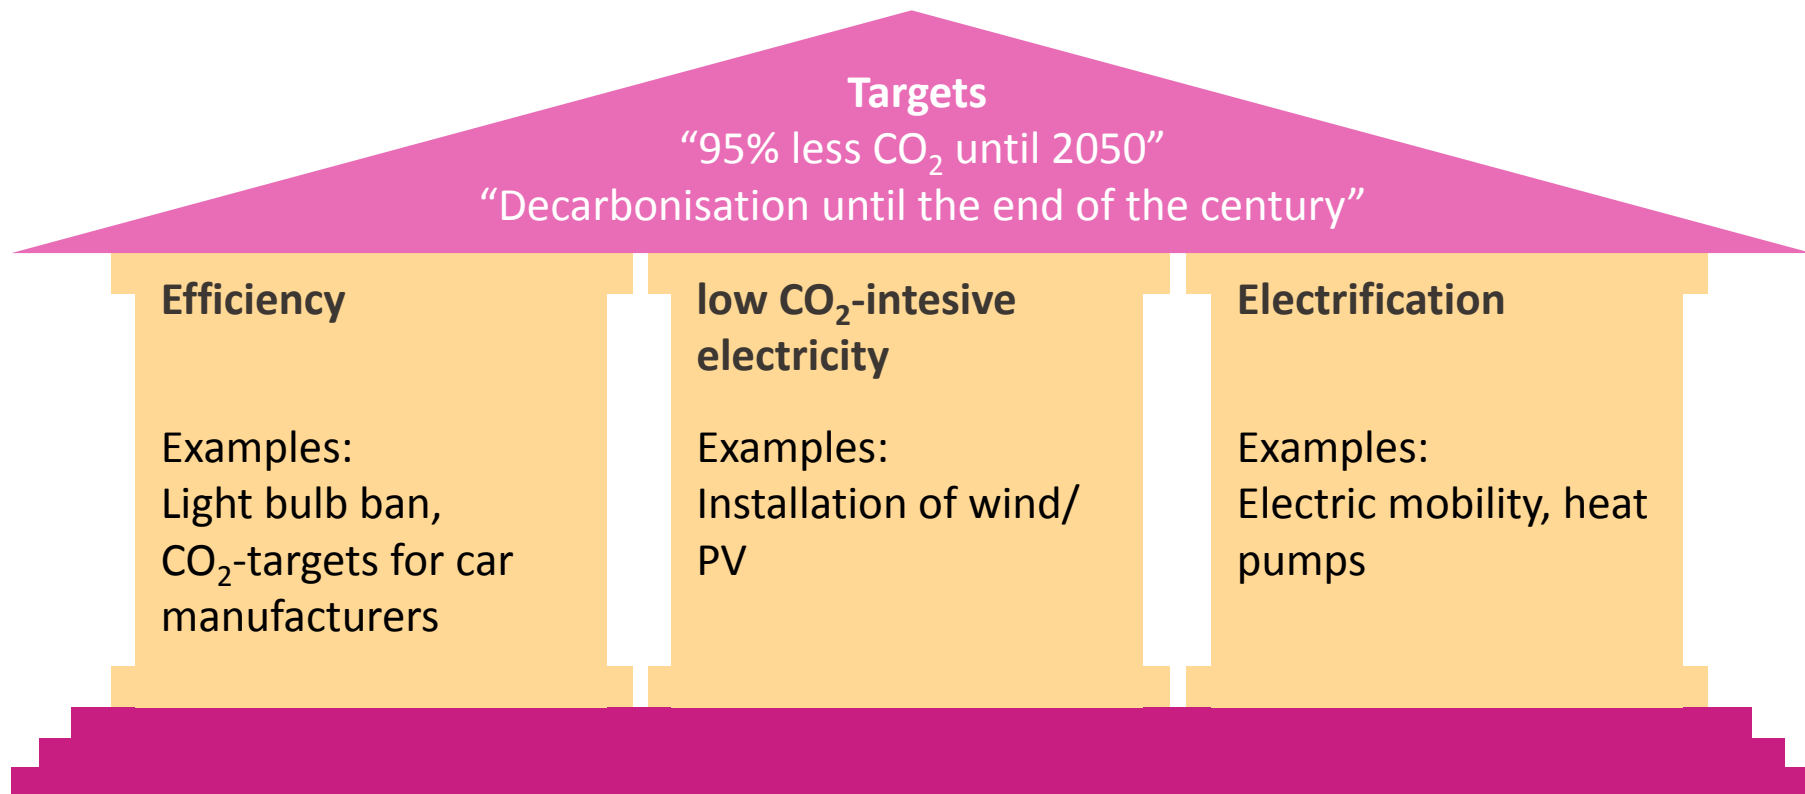 Targets
“95% less CO₂ until 2050”
“Decarbonisation until the end of the century”
Efficiency
Examples:
Light bulb ban,
CO₂-targets for car
manufacturers
low CO₂-intesive
electricity
Examples:
Installation of wind/
PV
Electrification
Examples:
Electric mobility, heat
pumps